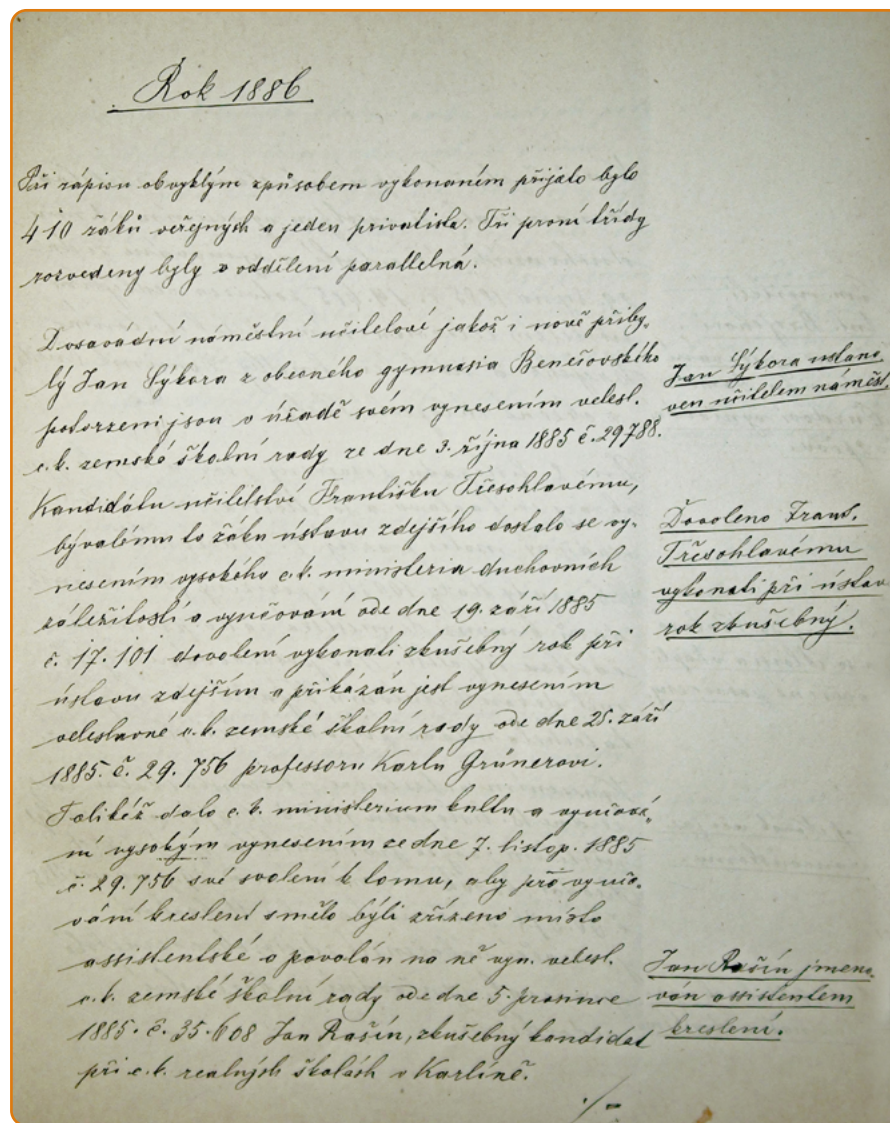 Rok 1886
Při zápisu obvyklým způsobem vykonaném přijato bylo
410 žáků veřejných a jeden privatista. Tři první třídy
rozvedeny byly v oddělení parallelná.
Dosavádní náměstní učitelové jakož i nově přiby-
lý Jan Sýkora z obecného gymnasia Benešovského
potvrzeni jsou v úřadě svém vynesením velesl.
c. k. zemské školní rady ze dne 3. října 1885 č. 29788.
Jan Sýkora ustano
ven učitelem náměst.
Kandidátu učitelství Františku Třesohlavému,
bývalému to žáku ústavu zdejšího dostalo se vy-
nesením vysokého c. k. ministeria duchovních
záležitostí a vyučování ode dne 19. září 1885
č. 17.101 dovolení vykonati zkušebný rok při
ústavu zdejším a přikázán jest vynesením
veleslavné c. k. zemské školní rady ode dne 25. září
1885. č. 29.756 professoru Karlu Grünerovi.
Dovoleno Frant.
Třesohlavému
vykonati při ústav
rok zkušebný.
Tolikéž dalo c. k. ministerium kultu a vyučová-
ní vysokým vynesením ze dne 7. listop. 1885
č. 29.756 své svolení k tomu, aby pro vyučo-
vání kreslení smělo býti zřízeno místo
assistentské a povolán na ně vyn. velesl.
c. k. zemské školní rady ode dne 5. prosince
1885. č. 35.608 Jan Rašín, zkušebný kandidat
při c. k. realných školách v Karlíně.
Jan Rašín jmeno-
ván assistentem
kreslení.
./-